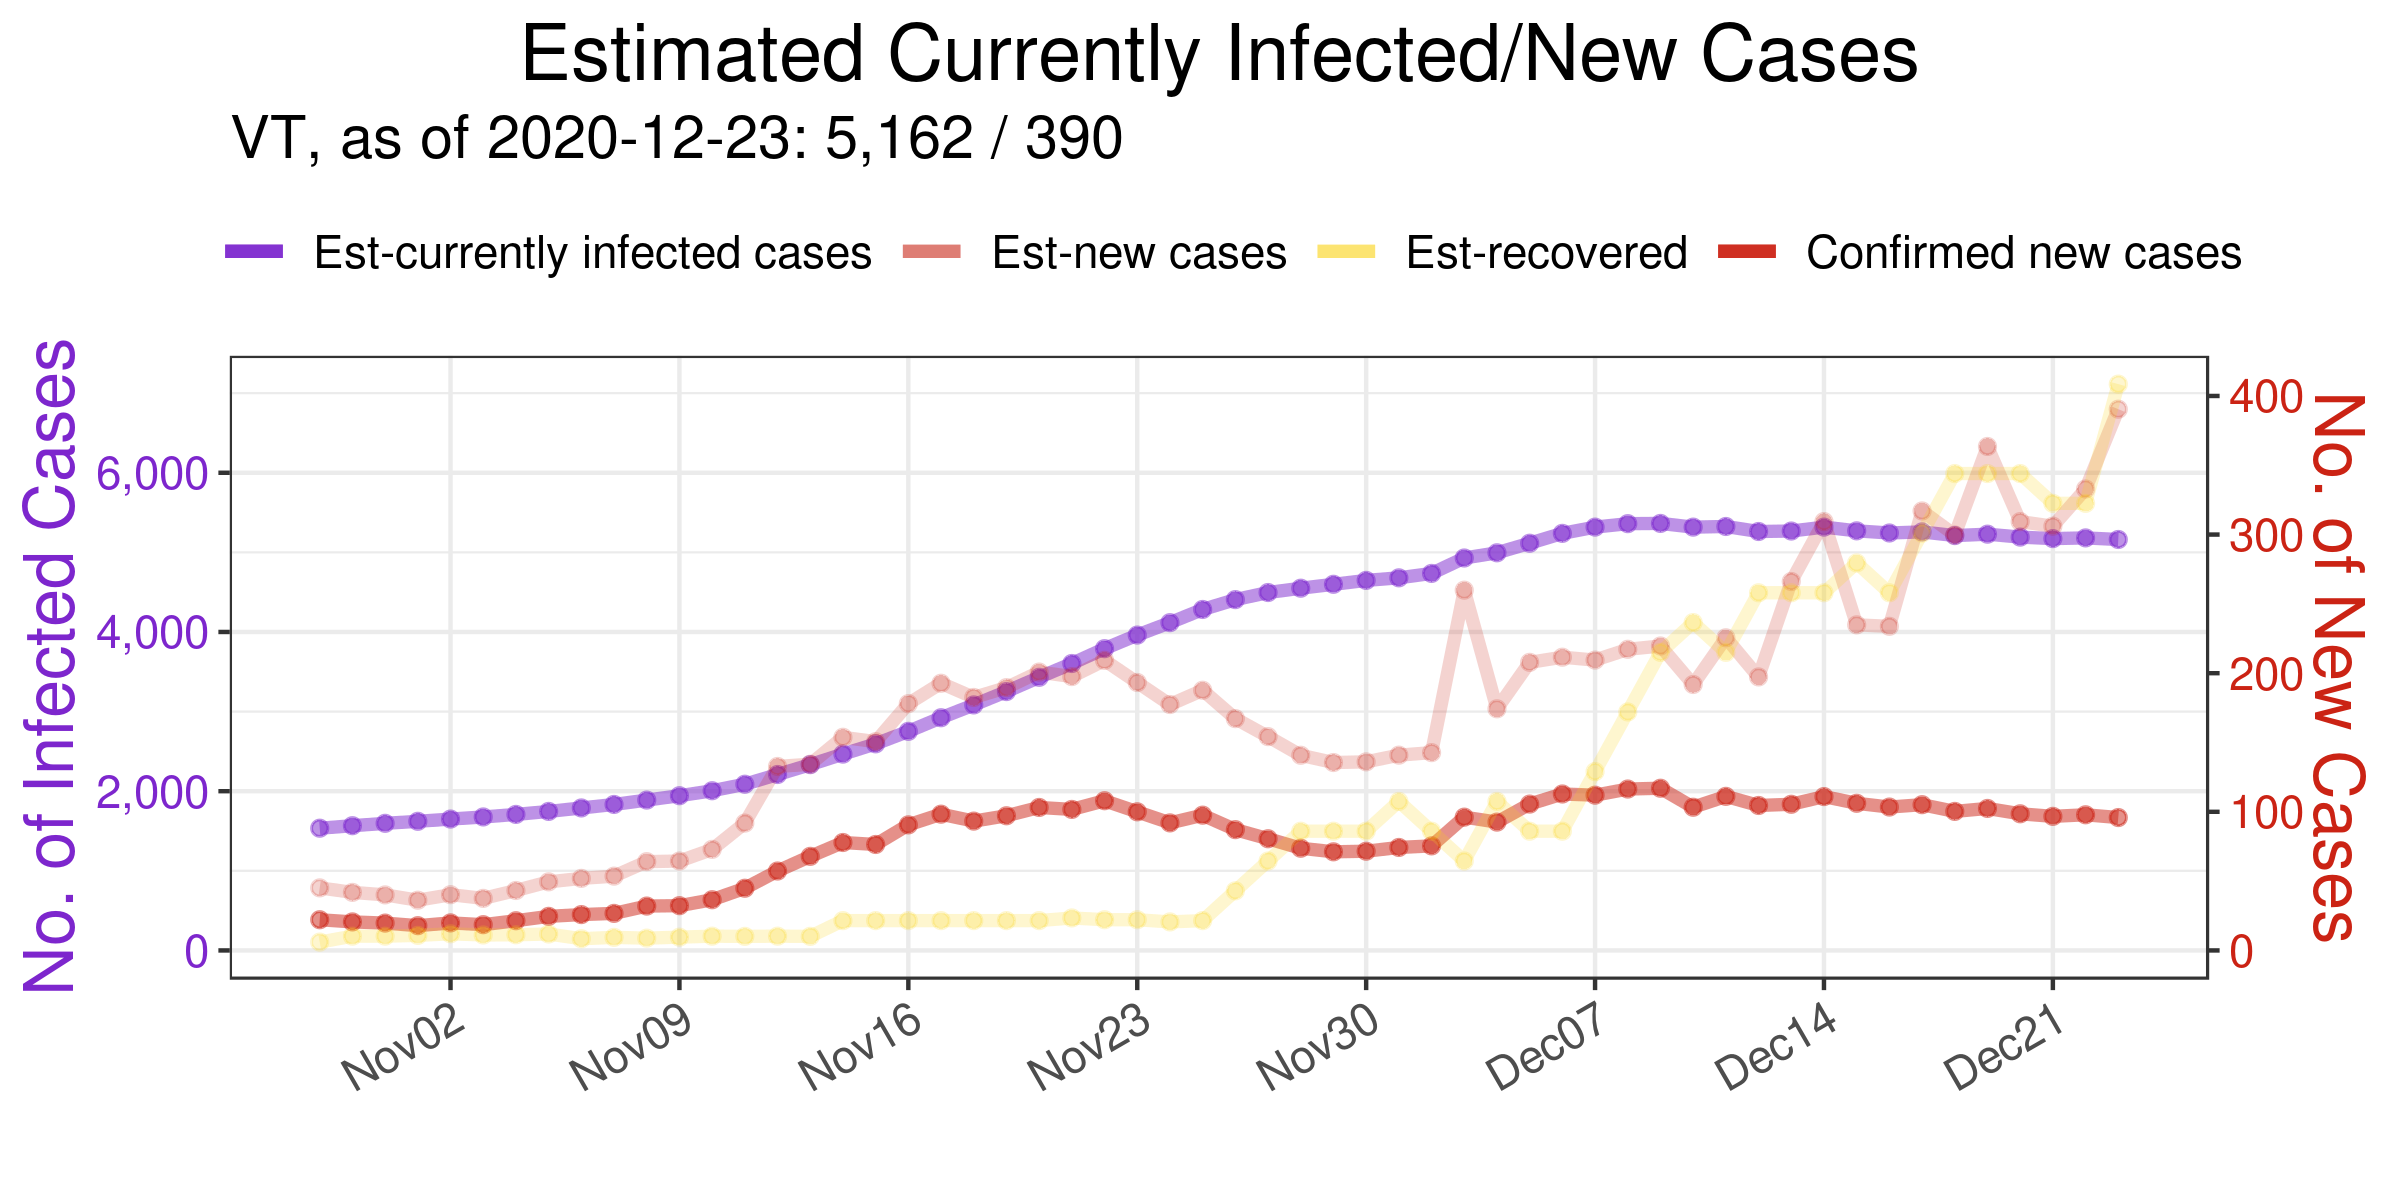 Estimated Currently Infected/New Cases
VT, as of 2020-12-23: 5,162 / 390
Est-currently infected cases Est-new cases Est-recovered Confirmed new cases
No. of Infected Cases
6,000
4,000
2,000
0
400
300
200
100
0
No. of New Cases
Nov02 Nov09 Nov16 Nov23 Nov30 Dec07 Dec14 Dec21